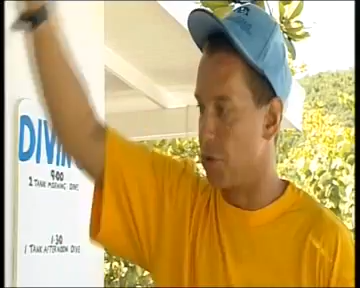 DIVIN
9:00
2 TANK MORNING DIVE
1:30
1 TANK AFTERNOON DIVE